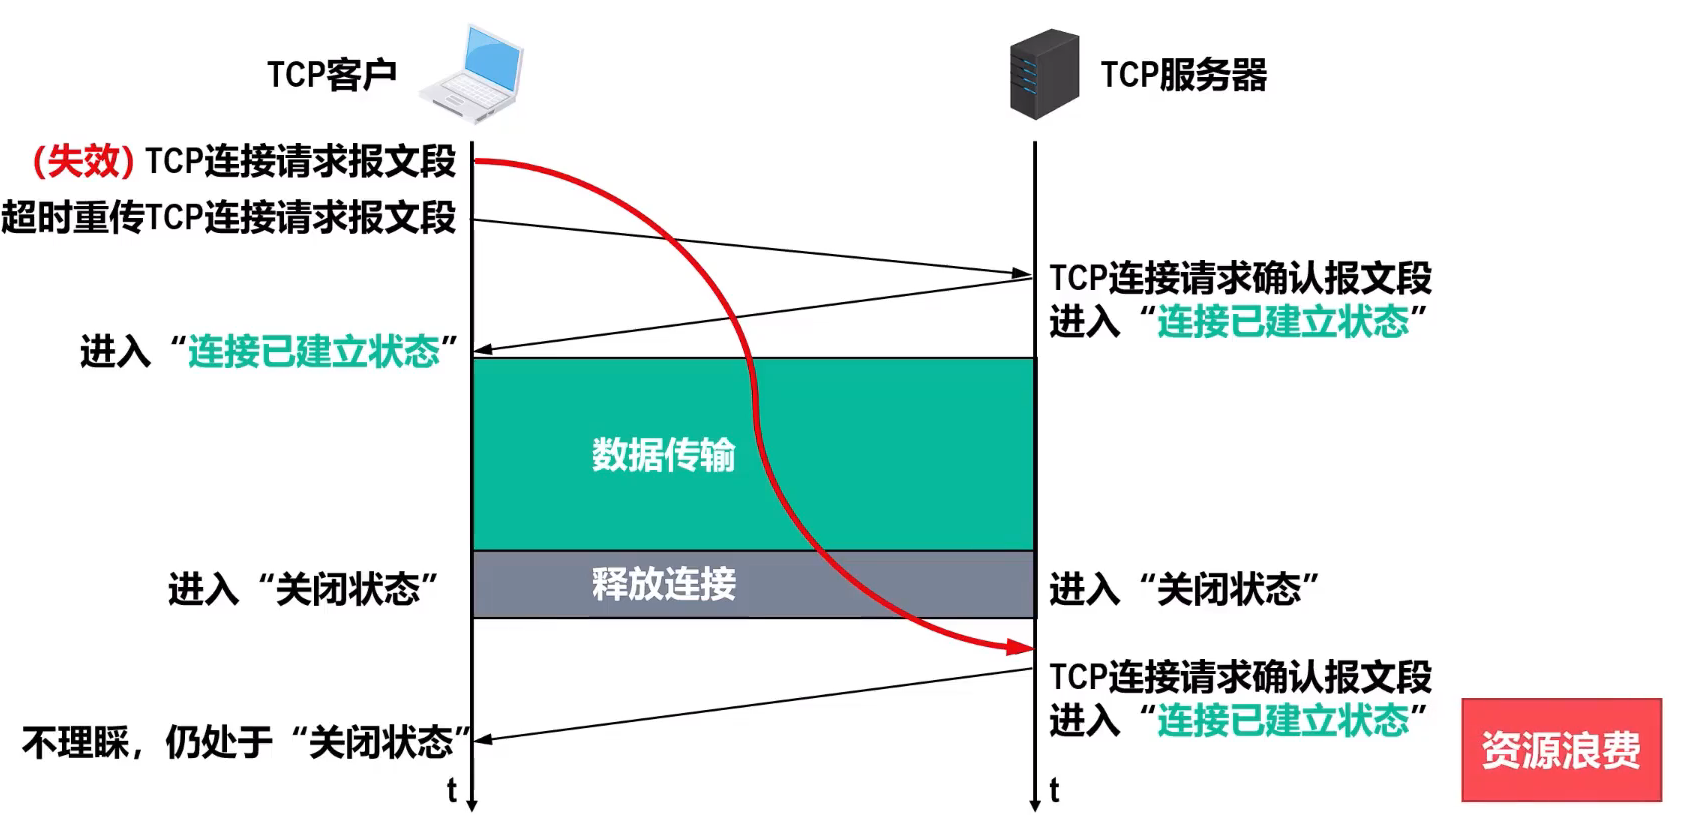 TCP客户
TCP服务器
（失效）TCP连接请求报文段
超时重传TCP连接请求报文段
TCP连接请求确认报文段
进入“连接已建立状态”
进入“连接已建立状态”
数据传输
进入“关闭状态”
释放连接
进入“关闭状态”
TCP连接请求确认报文段
进入“连接已建立状态”
不理睬，仍处于“关闭状态”
资源浪费
t
t